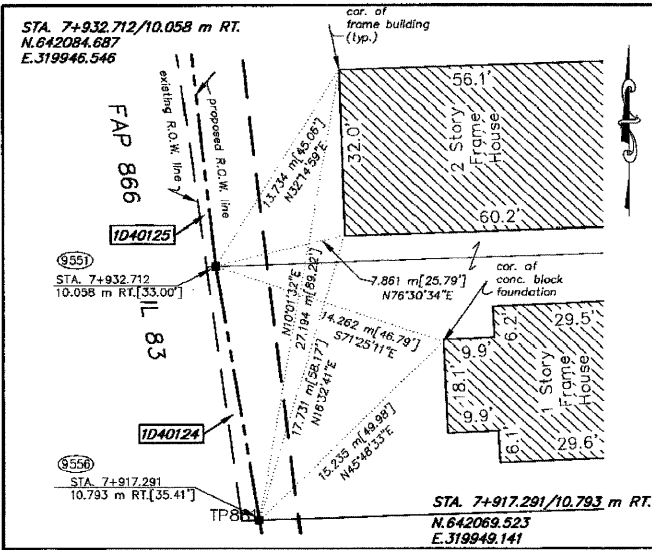 STA. 7+932.712/10.058 m RT.
N.642084.687
E.319946.546
cor. of
frame building
(typ.)
existing R.O.W. line
proposed R.O.W. line
FAP 866
IL 83
56.1'
32.0'
2 Story
Frame
House
60.2'
13.734 m[45.06']
N32°14'59"E
1D40125
9551
STA. 7+932.712
10.058 m RT.[33.00']
7.861 m[25.79']
N76°30'34"E
N10°01'32"E
27.194 m[89.22']
14.262 m[46.79']
S71°25'11"E
cor. of
conc. block
foundation
17.731 m[58.17']
N16°32'41"E
15.235 m[49.98']
N45°48'33"E
6.2'
29.5'
9.9'
18.1'
1 Story
Frame
House
9.9'
6.1'
29.6'
1D40124
9556
STA. 7+917.291
10.793 m RT.[35.41']
STA. 7+917.291/10.793 m RT.
N.642069.523
E.319949.141